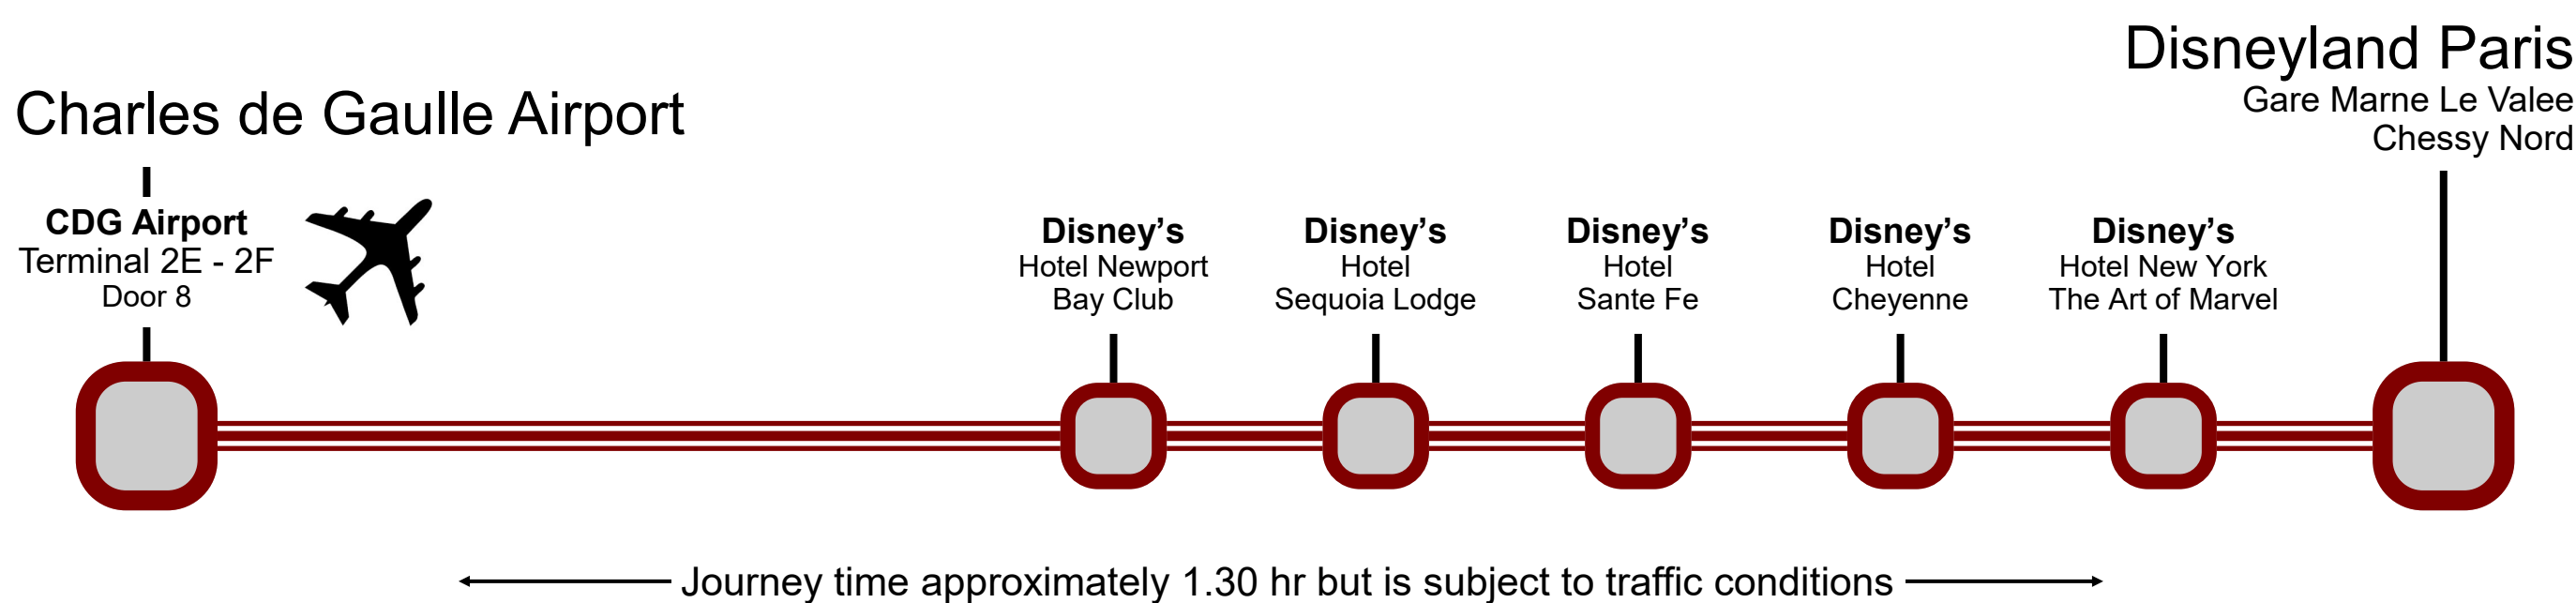 Charles de Gaulle Airport
CDG Airport
Terminal 2E - 2F
Door 8
Disney’s
Hotel Newport
Bay Club
Disney’s
Hotel
Sequoia Lodge
Disney’s
Hotel
Sante Fe
Disney’s
Hotel
Cheyenne
Disney’s
Hotel New York
The Art of Marvel
Disneyland Paris
Gare Marne Le Valee
Chessy Nord
Journey time approximately 1.30 hr but is subject to traffic conditions